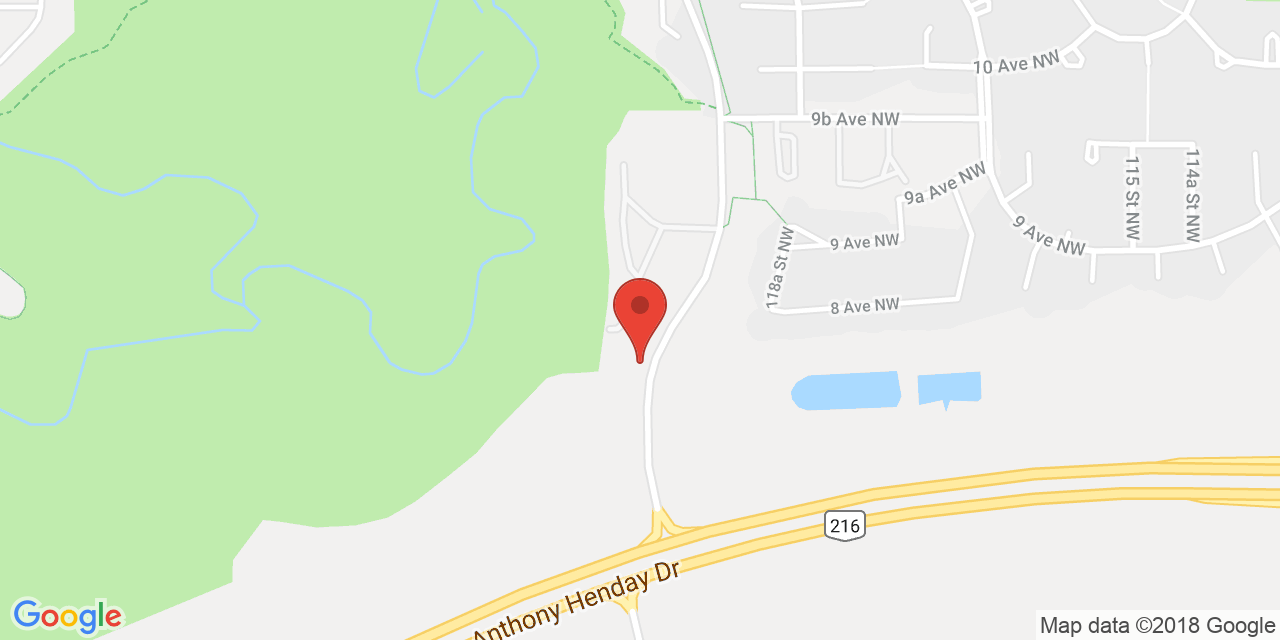 10 Ave NW
9b Ave NW
115 St NW
114a St NW
9a Ave NW
9 Ave NW
9 Ave NW
118a St NW
8 Ave NW
216
Anthony Henday Dr
Google
Map data ©2018 Google